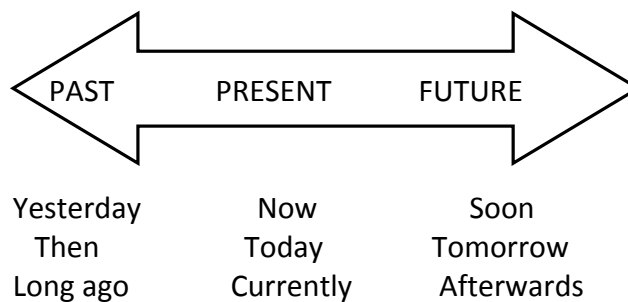 PAST PRESENT FUTURE
Yesterday Now Soon
Then Today Tomorrow
Long ago Currently Afterwards